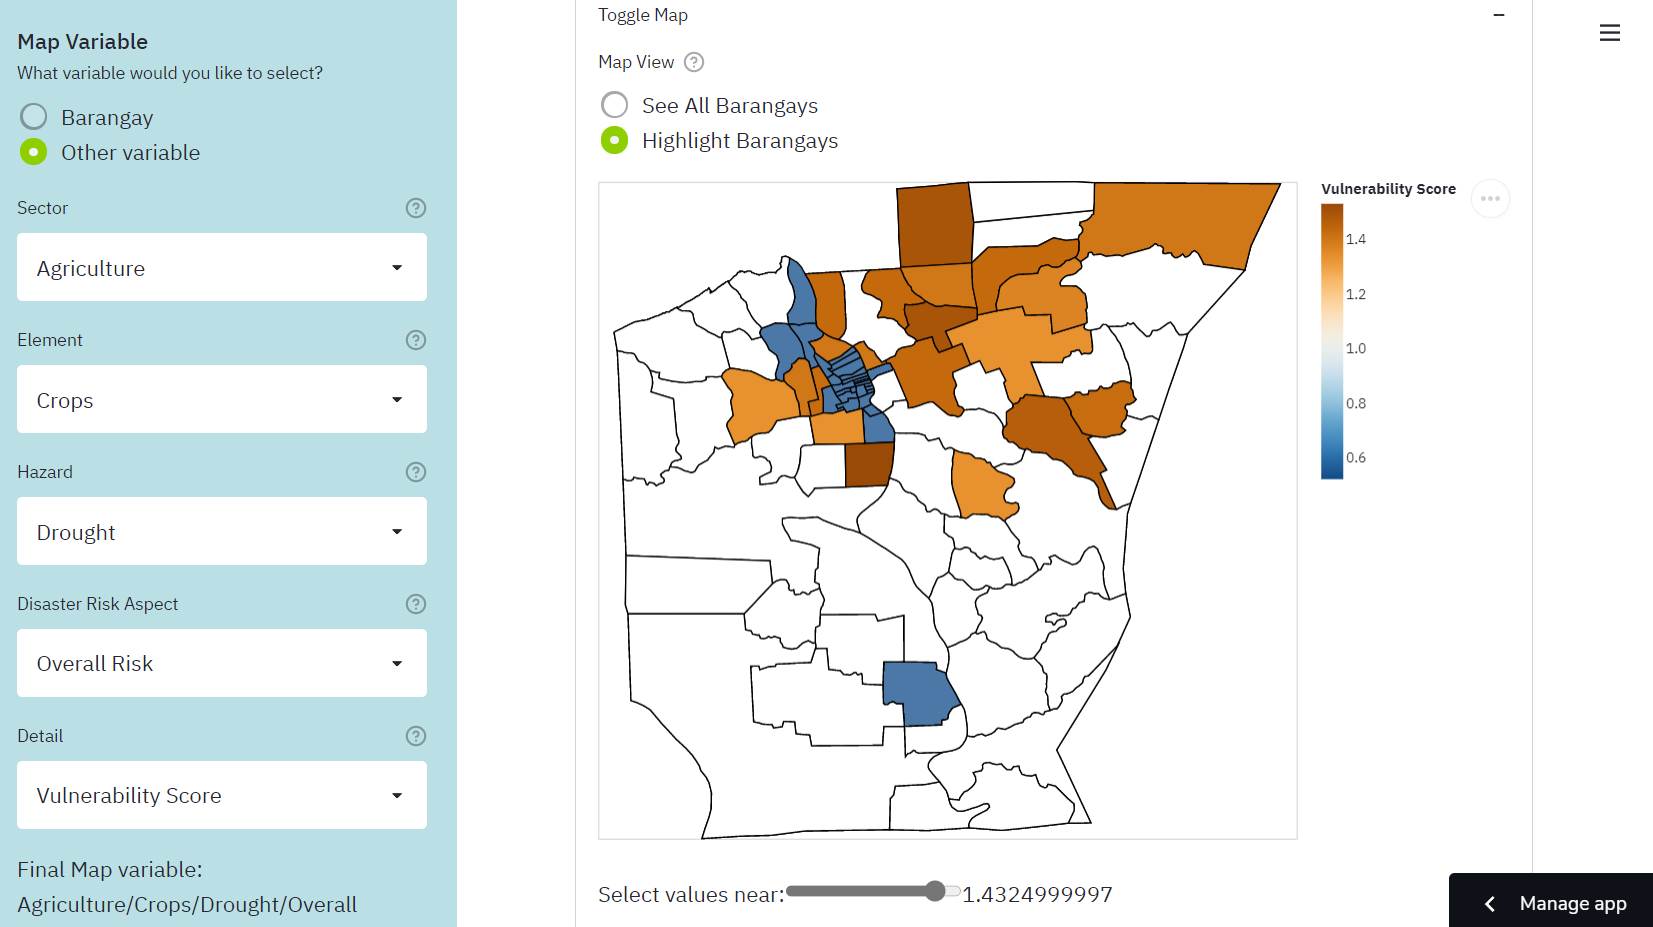 Map Variable
What variable would you like to select?
Barangay
Other variable
Sector
Agriculture
Element
Crops
Hazard
Drought
Disaster Risk Aspect
Overall Risk
Detail
Vulnerability Score
Final Map variable:
Agriculture/Crops/Drought/Overall
Toggle Map
Map View
See All Barangays
Highlight Barangays
Vulnerability Score
1.4
1.2
1.0
0.8
0.6
Select values near: 1.4324999997
Manage app